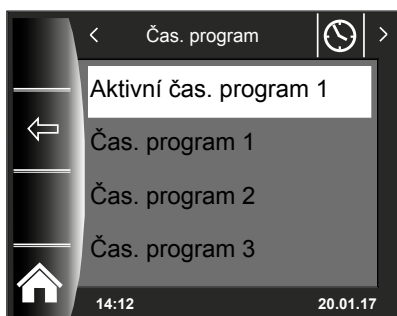 Čas. program
Aktivní čas. program 1
Čas. program 1
Čas. program 2
Čas. program 3
14:12 20.01.17